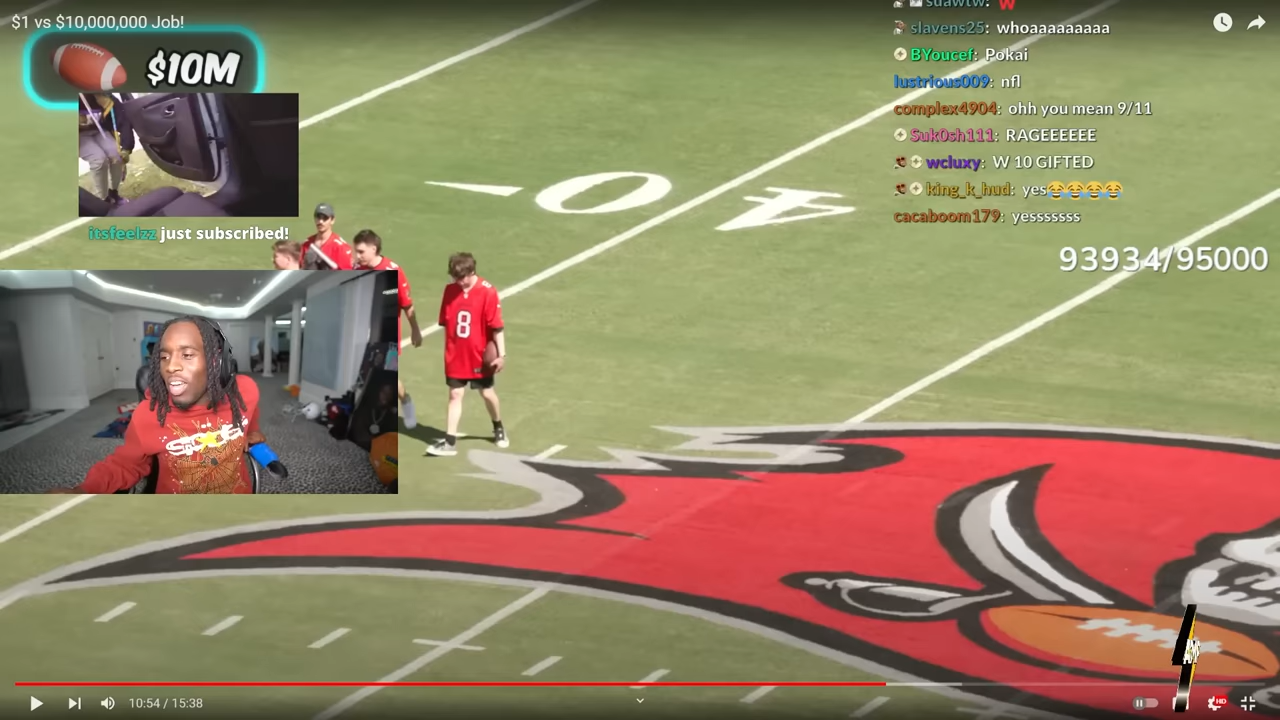 $1 vs $10,000,000 Job!
$10M
itsfeelzz just subscribed!
sdawtw: W
slavens25: whoaaaaaaaaa
BYoucef: Pokai
lustrious009: nfl
complex4904: ohh you mean 9/11
Suk0sh111: RAGEEEEEE
wcluxy: W 10 GIFTED
king_k_hud: yes😂😂😂😂
cacaboom179: yesssssss
93934/95000
40
8
10:54 / 15:38
HD